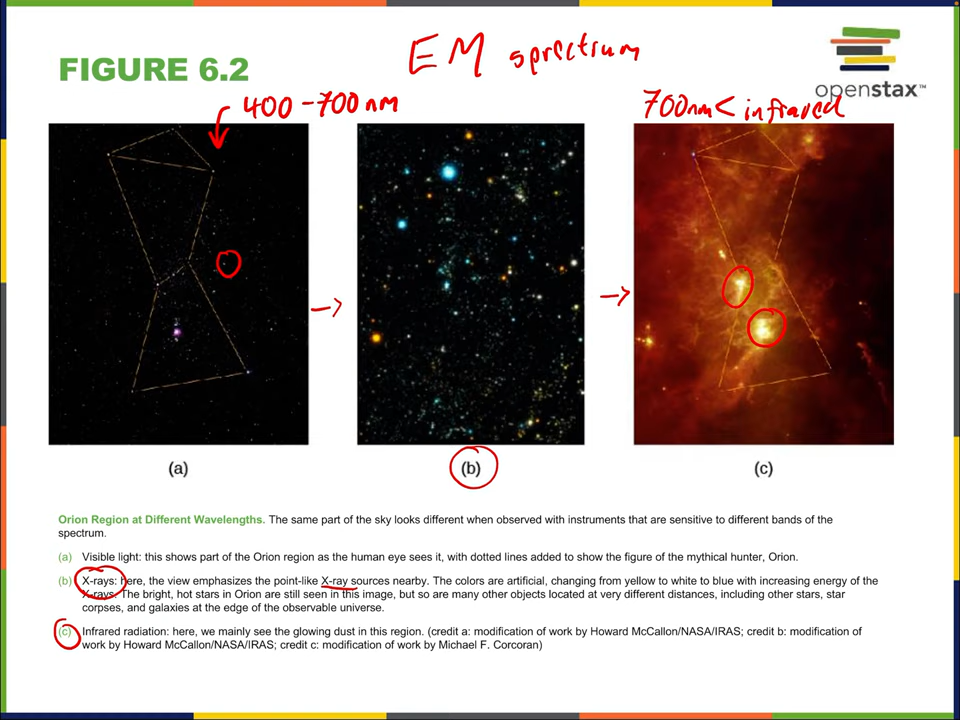 EM sprectrum
FIGURE 6.2
openstax™
400-700nm
700nm< infrared
(a)
(b)
(c)
Orion Region at Different Wavelengths. The same part of the sky looks different when observed with instruments that are sensitive to different bands of the
spectrum.
(a) Visible light: this shows part of the Orion region as the human eye sees it, with dotted lines added to show the figure of the mythical hunter, Orion.
(b) X-rays: here, the view emphasizes the point-like X-ray sources nearby. The colors are artificial, changing from yellow to white to blue with increasing energy of the
X-rays. The bright, hot stars in Orion are still seen in this image, but so are many other objects located at very different distances, including other stars, star
corpses, and galaxies at the edge of the observable universe.
(c) Infrared radiation: here, we mainly see the glowing dust in this region. (credit a: modification of work by Howard McCallon/NASA/IRAS; credit b: modification of
work by Howard McCallon/NASA/IRAS; credit c: modification of work by Michael F. Corcoran)